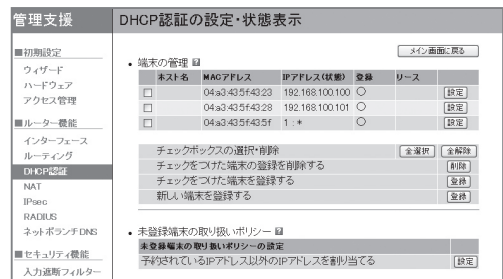 管理支援
DHCP認証の設定・状態表示
■初期設定
ウィザード
ハードウェア
アクセス管理
■ルーター機能
インターフェース
ルーティング
DHCP認証
NAT
IPsec
RADIUS
ネットボランチDNS
■セキュリティ機能
入力遮断フィルター
メイン画面に戻る
• 端末の管理
ホスト名 MACアドレス IPアドレス(状態) 登録 リース
04:a3:43:5f:43:23 192.168.100.100 ○ 設定
04:a3:43:5f:43:28 192.168.100.101 ○ 設定
04:a3:43:5f:43:5f 1 : * ○ 設定
チェックボックスの選択・削除 全選択 全解除
チェックをつけた端末の登録を削除する 削除
チェックをつけた端末を登録する 登録
新しい端末を登録する 登録
• 未登録端末の取り扱いポリシー
未登録端末の取り扱いポリシーの設定
予約されているIPアドレス以外のIPアドレスを割り当てる 設定